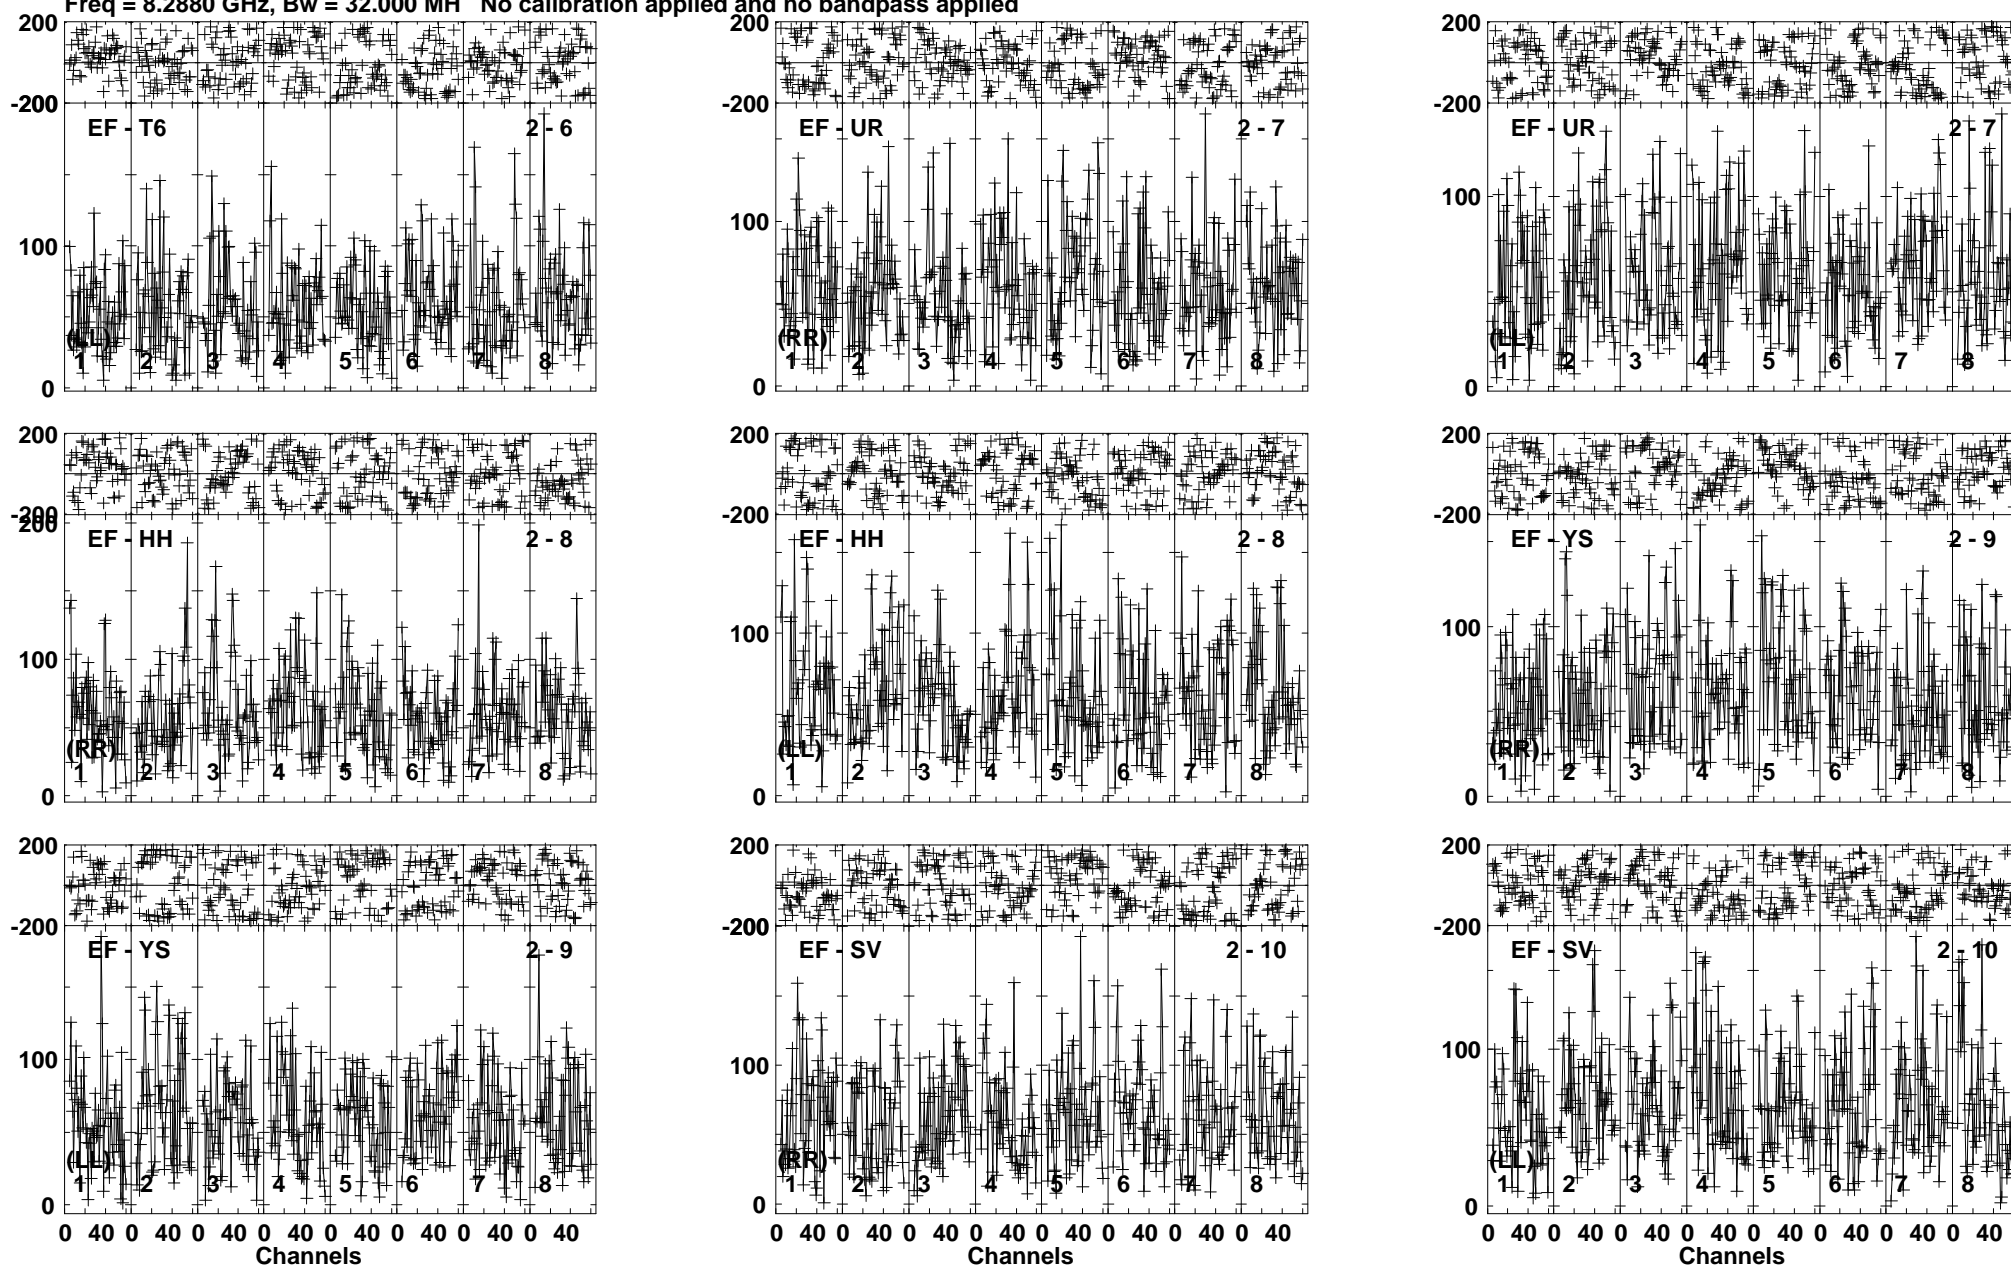 Freq = 8.2880 GHz, Bw = 32.000 MH No calibration applied and no bandpass applied
200 200 200
-200 -200 -200
EF - T6 2 - 6 EF - UR 2 - 7 EF - UR 2 - 7
100 100 100
(LL) (RR) (LL)
1 2 3 4 5 6 7 8 1 2 3 4 5 6 7 8 1 2 3 4 5 6 7 8
0 0 0
200 200 200
-200 -200 -200
200
EF - HH 2 - 8 EF - HH 2 - 8 EF - YS 2 - 9
100 100 100
(RR) (LL) (RR)
1 2 3 4 5 6 7 8 1 2 3 4 5 6 7 8 1 2 3 4 5 6 7 8
0 0 0
200 200 200
-200 -200 -200
200
EF - YS 2 - 9 EF - SV 2 - 10 EF - SV 2 - 10
100 100 100
(LL) (RR) (LL)
1 2 3 4 5 6 7 8 1 2 3 4 5 6 7 8 1 2 3 4 5 6 7 8
0 0 0
0 40 0 40 0 40 0 40 0 40 0 40 0 40 0 40 0 40 0 40 0 40 0 40 0 40 0 40 0 40 0 40 0 40 0 40 0 40 0 40 0 40 0 40 0 40 0 40
Channels Channels Channels